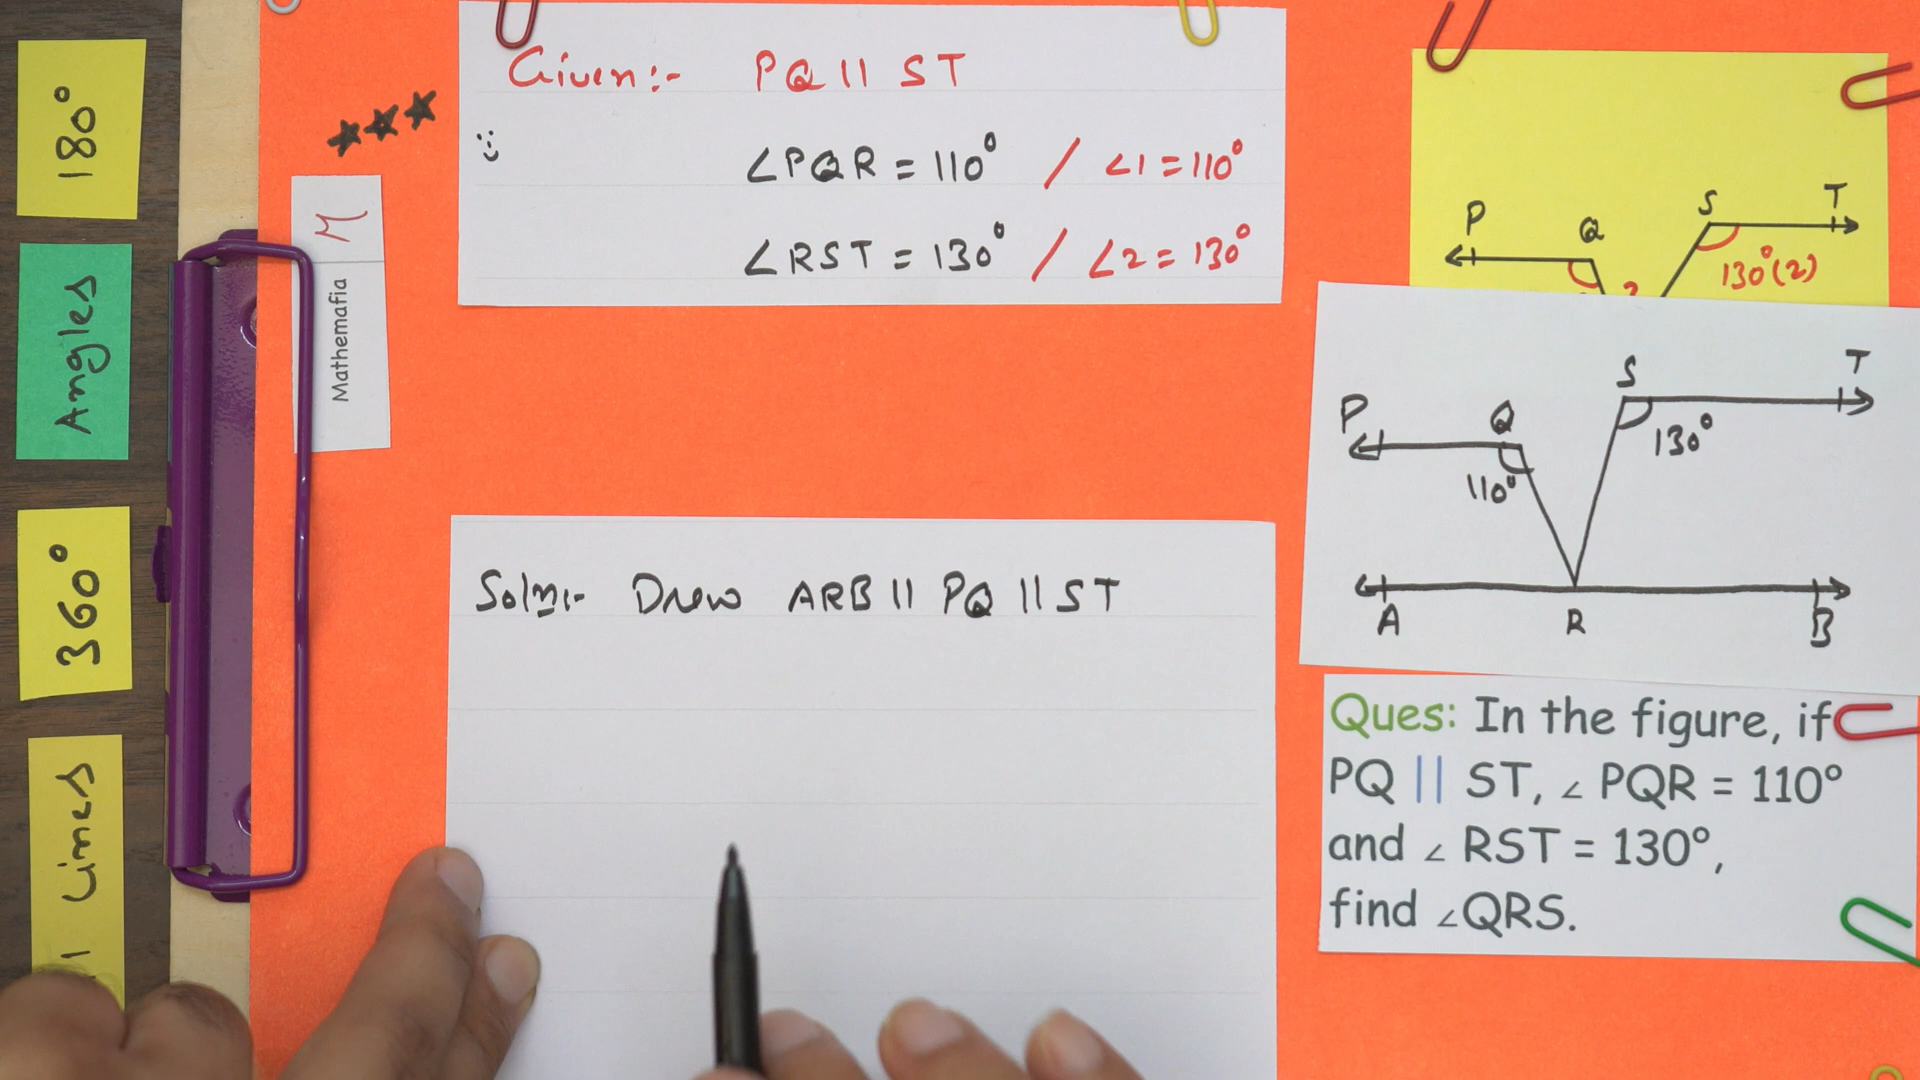 180°
Angles
360°
11 Lines
M
Mathemafia
Given:- PQ || ST
∠PQR = 110° / ∠1 = 110°
∠RST = 130° / ∠2 = 130°
Soln:- Draw ARB || PQ || ST
P Q S T
130°(2)
P Q S T
110° 130°
A R B
Ques: In the figure, if
PQ || ST, ∠ PQR = 110°
and ∠ RST = 130°,
find ∠QRS.